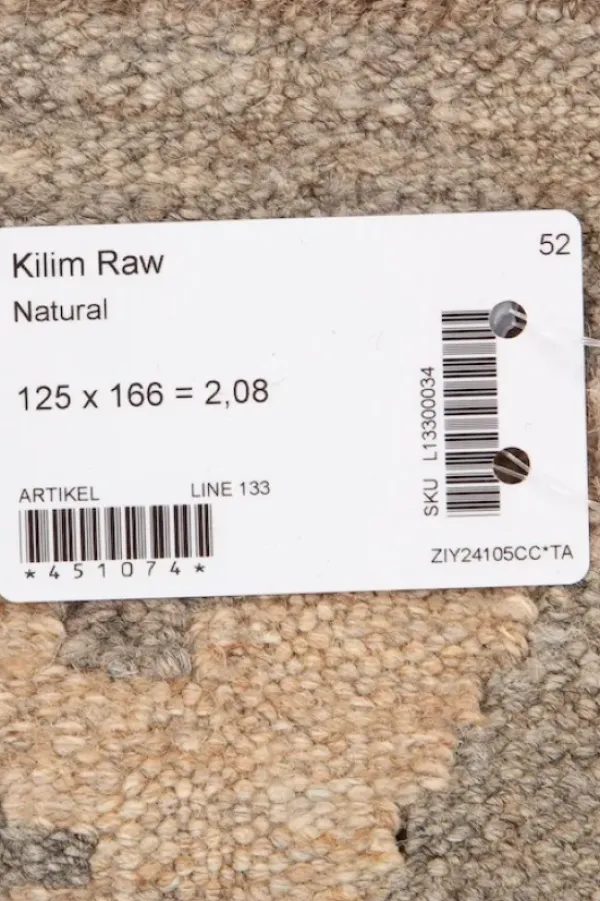 Kilim Raw
52
Natural
125 x 166 = 2,08
SKU L13300034
ARTIKEL LINE 133
*451074*
ZIY24105CC*TA